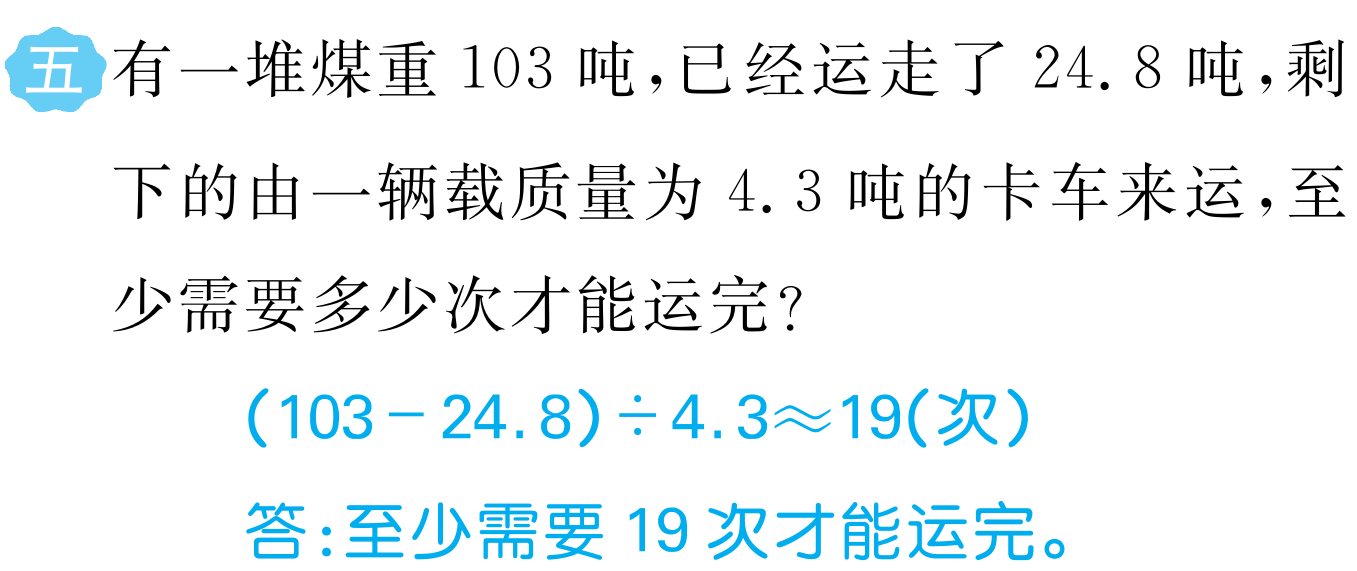 五 有一堆煤重 103 吨,已经运走了 24.8 吨,剩
下的由一辆载质量为 4.3 吨的卡车来运,至
少需要多少次才能运完?
(103-24.8)÷4.3≈19(次)
答:至少需要 19 次才能运完。